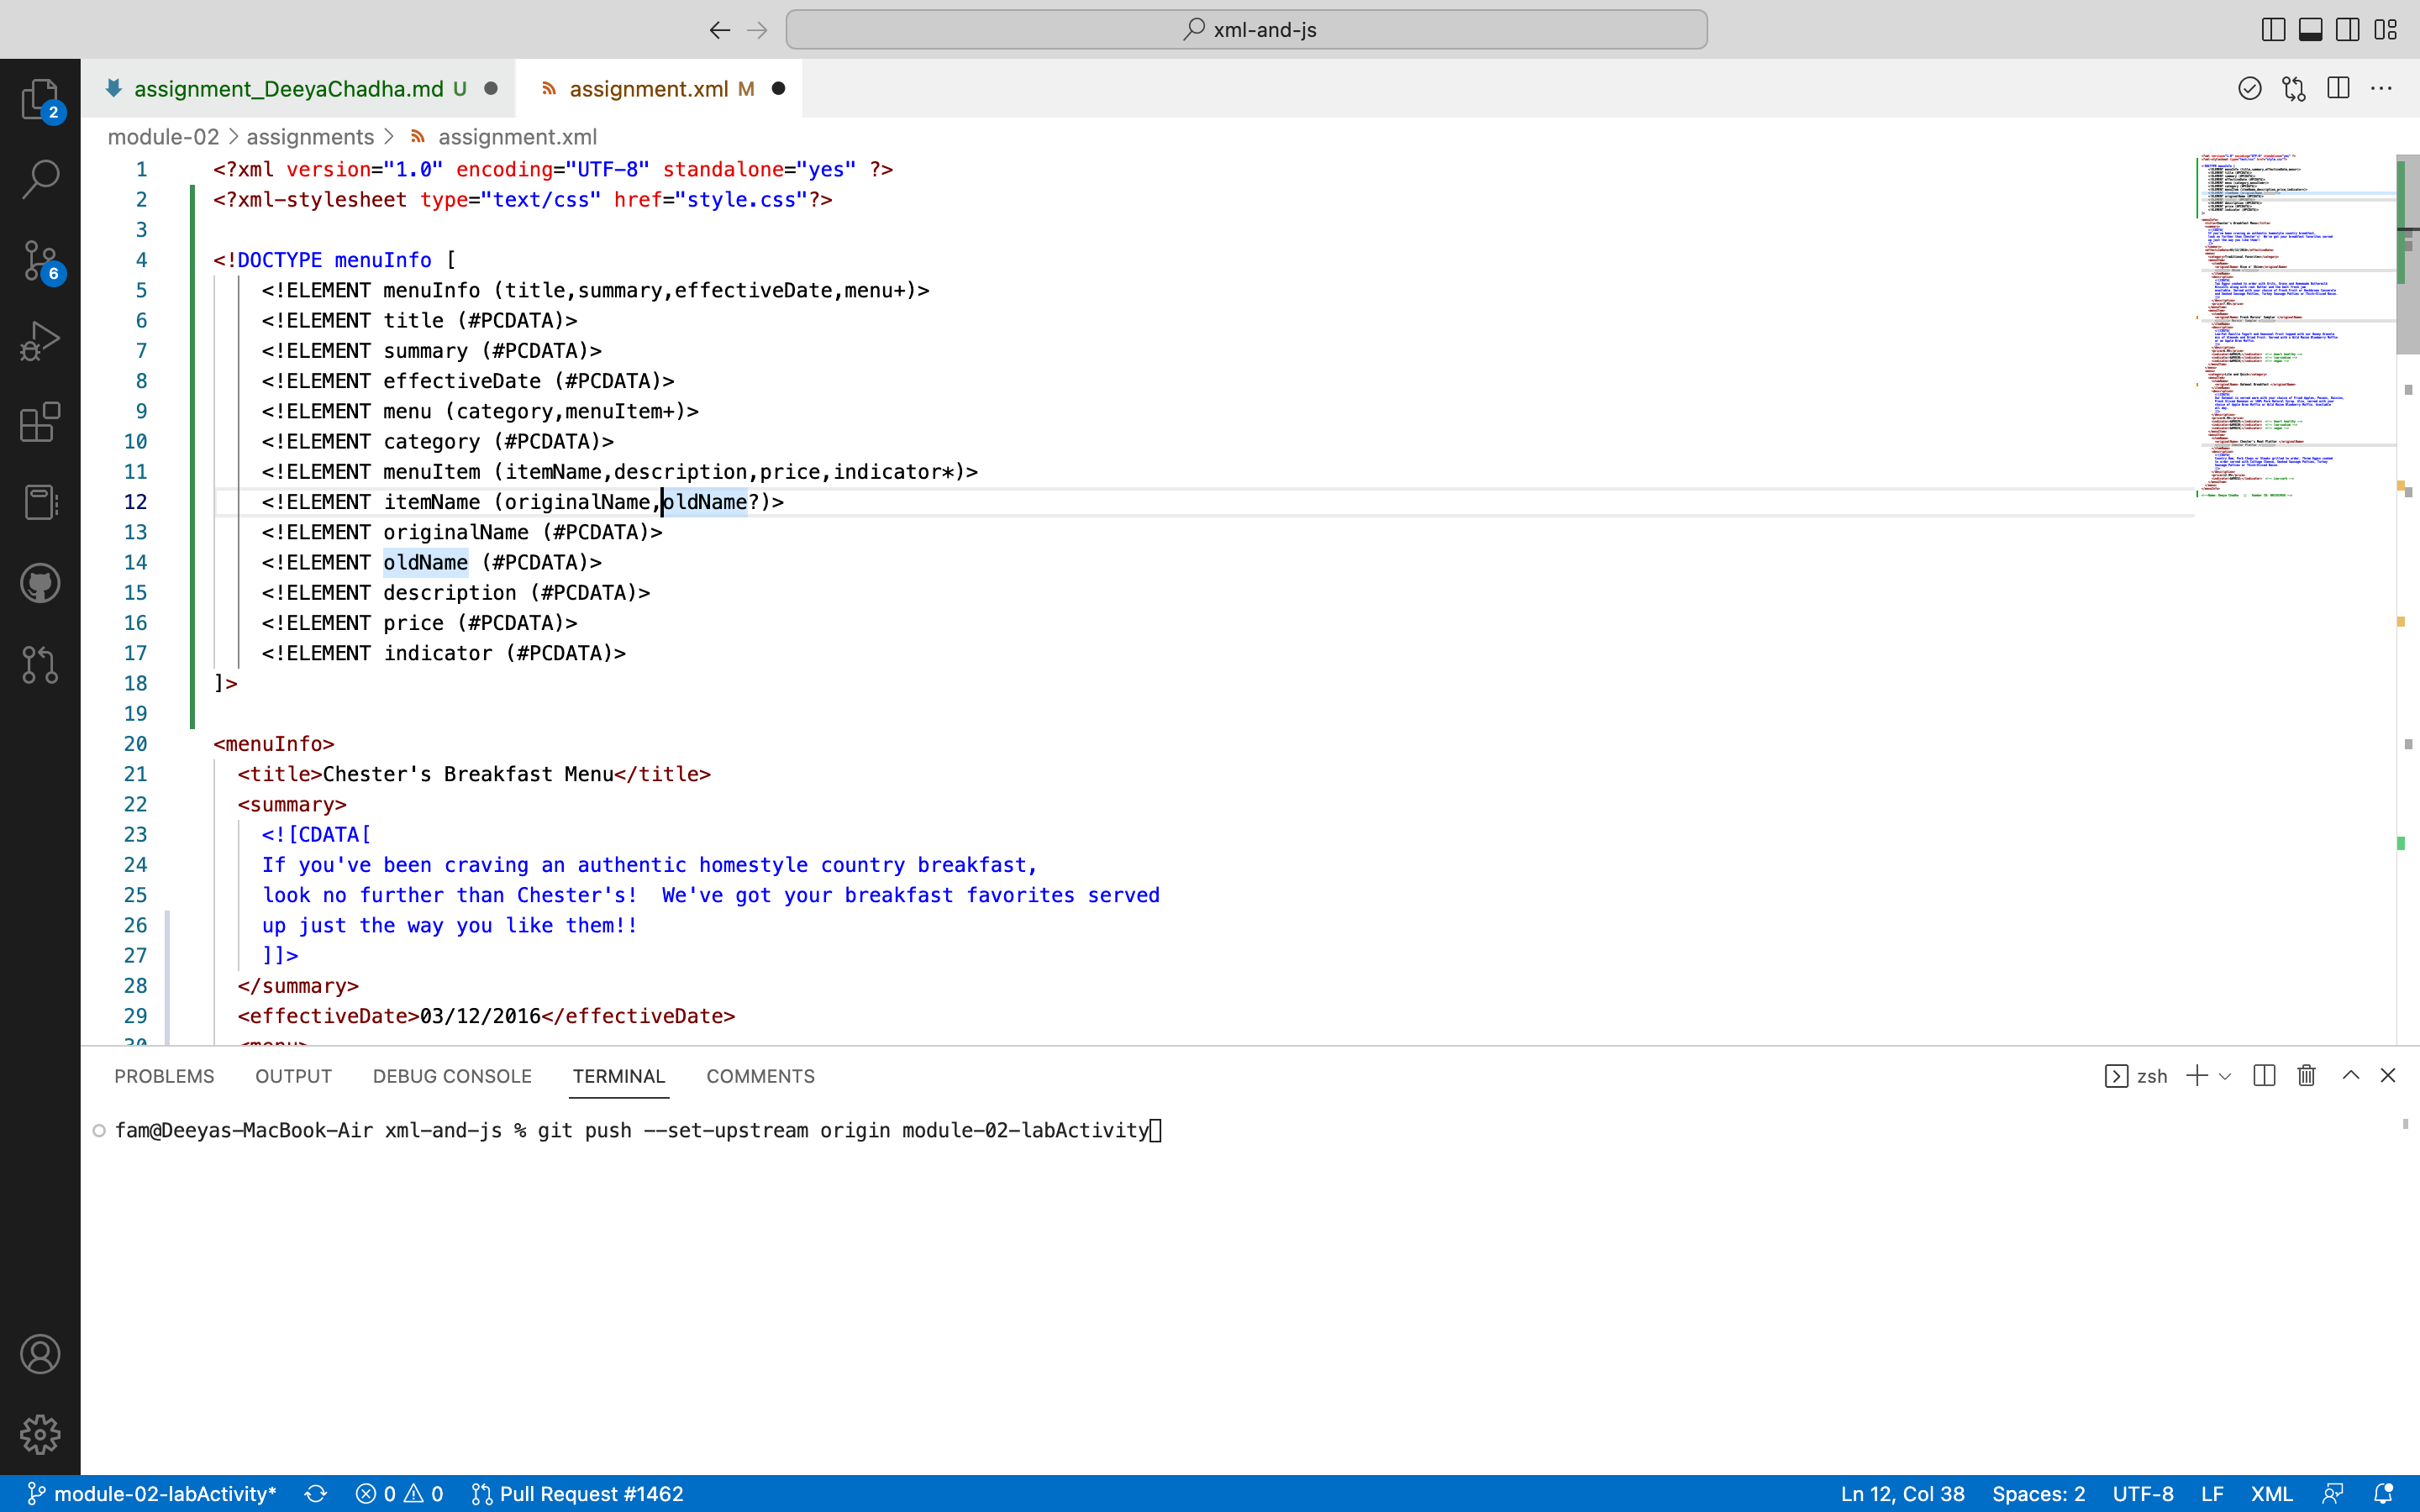 xml-and-js
assignment_DeeyaChadha.md U
assignment.xml M
module-02 > assignments > assignment.xml
2
6
1 <?xml version="1.0" encoding="UTF-8" standalone="yes" ?>
2 <?xml-stylesheet type="text/css" href="style.css"?>
3
4 <!DOCTYPE menuInfo [
5 <!ELEMENT menuInfo (title,summary,effectiveDate,menu+)>
6 <!ELEMENT title (#PCDATA)>
7 <!ELEMENT summary (#PCDATA)>
8 <!ELEMENT effectiveDate (#PCDATA)>
9 <!ELEMENT menu (category,menuItem+)>
10 <!ELEMENT category (#PCDATA)>
11 <!ELEMENT menuItem (itemName,description,price,indicator*)>
12 <!ELEMENT itemName (originalName,oldName?)>
13 <!ELEMENT originalName (#PCDATA)>
14 <!ELEMENT oldName (#PCDATA)>
15 <!ELEMENT description (#PCDATA)>
16 <!ELEMENT price (#PCDATA)>
17 <!ELEMENT indicator (#PCDATA)>
18 ]>
19
20 <menuInfo>
21 <title>Chester's Breakfast Menu</title>
22 <summary>
23 <![CDATA[
24 If you've been craving an authentic homestyle country breakfast,
25 look no further than Chester's!  We've got your breakfast favorites served
26 up just the way you like them!!
27 ]]>
28 </summary>
29 <effectiveDate>03/12/2016</effectiveDate>
30 <menu>
PROBLEMS OUTPUT DEBUG CONSOLE TERMINAL COMMENTS
zsh
fam@Deeyas-MacBook-Air xml-and-js % git push --set-upstream origin module-02-labActivity
module-02-labActivity* 0 0 Pull Request #1462
Ln 12, Col 38 Spaces: 2 UTF-8 LF XML